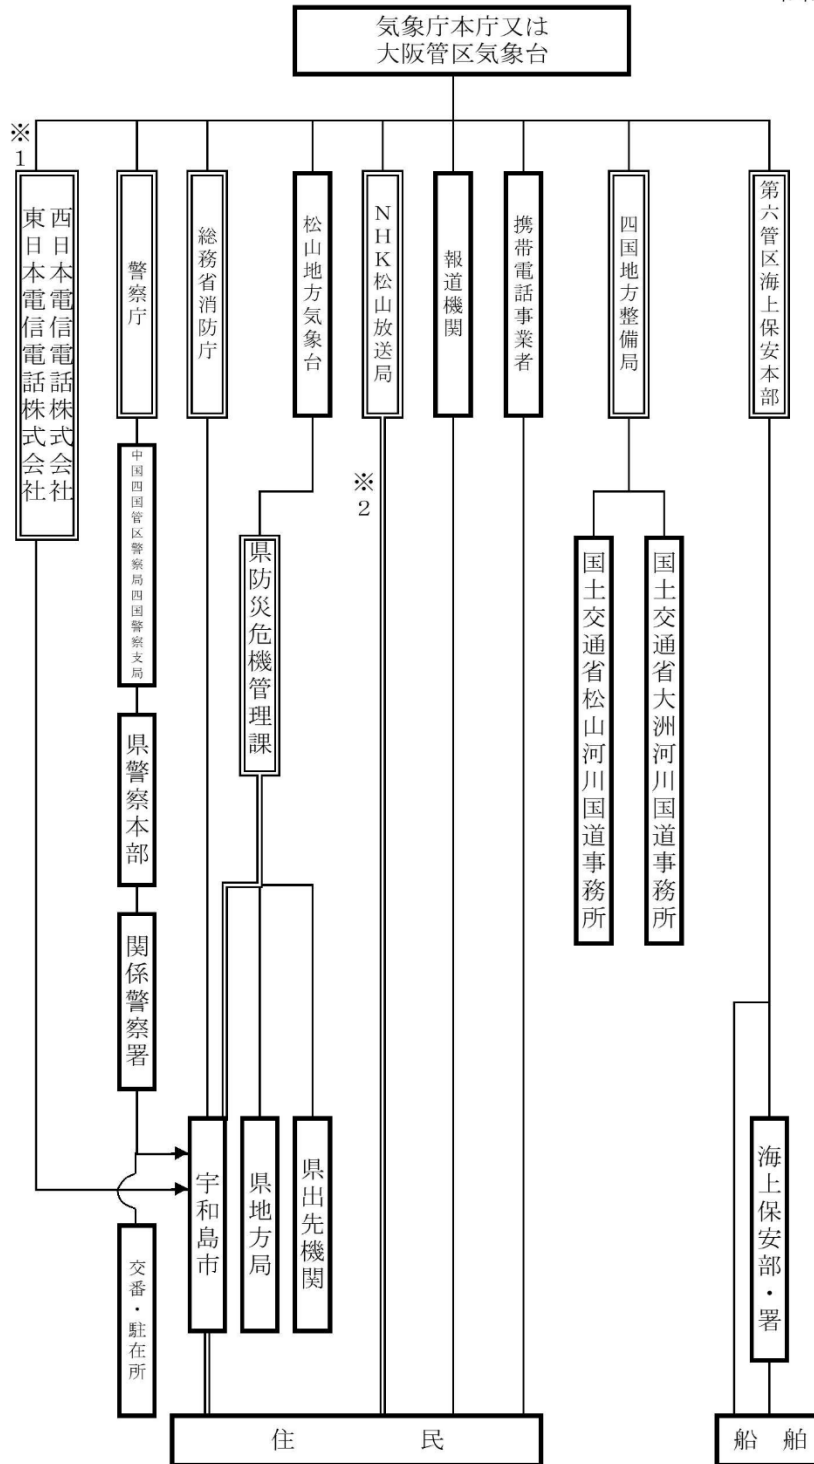 気象庁本庁又は
大阪管区気象台
※
1
西日本電信電話株式会社
東日本電信電話株式会社
警察庁
総務省消防庁
松山地方気象台
NHK松山放送局
報道機関
携帯電話事業者
四国地方整備局
第六管区海上保安本部
中国四国管区警察局四国警察支局
※
2
県防災危機管理課
国土交通省松山河川国道事務所
国土交通省大洲河川国道事務所
県警察本部
関係警察署
宇和島市
県地方局
県出先機関
海上保安部・署
交番・駐在所
住民
船舶